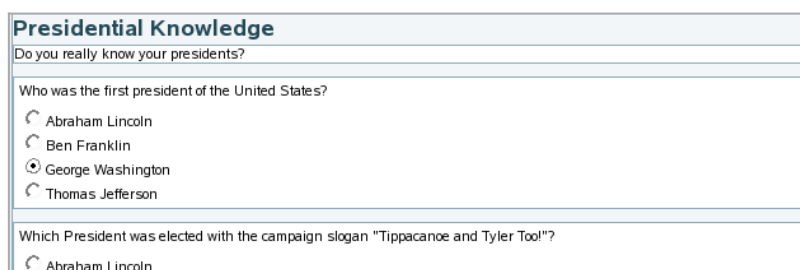 Presidential Knowledge
Do you really know your presidents?
Who was the first president of the United States?
Abraham Lincoln
Ben Franklin
George Washington
Thomas Jefferson
Which President was elected with the campaign slogan "Tippacanoe and Tyler Too!"?
Abraham Lincoln